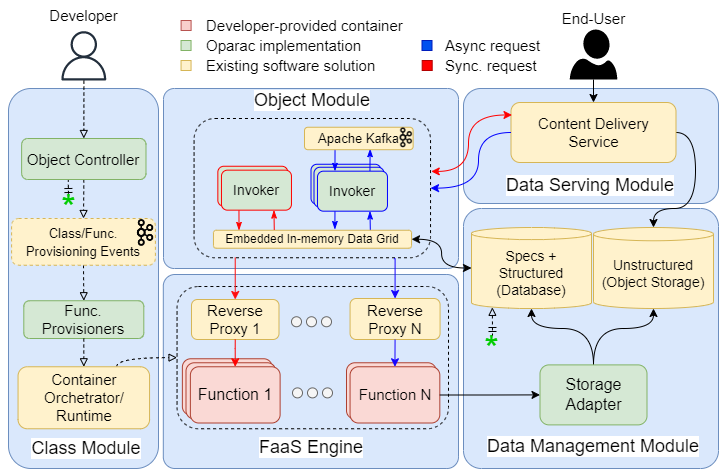 Developer
End-User
Developer-provided container
Oparac implementation
Existing software solution
Async request
Sync. request
Object Module
Apache Kafka
Invoker
Invoker
Embedded In-memory Data Grid
Content Delivery
Service
Data Serving Module
Object Controller
Class/Func.
Provisioning Events
Func.
Provisioners
Container
Orchetrator/
Runtime
Class Module
Reverse
Proxy 1
Reverse
Proxy N
Function 1
Function N
FaaS Engine
Specs +
Structured
(Database)
Unstructured
(Object Storage)
*
*
Storage
Adapter
Data Management Module